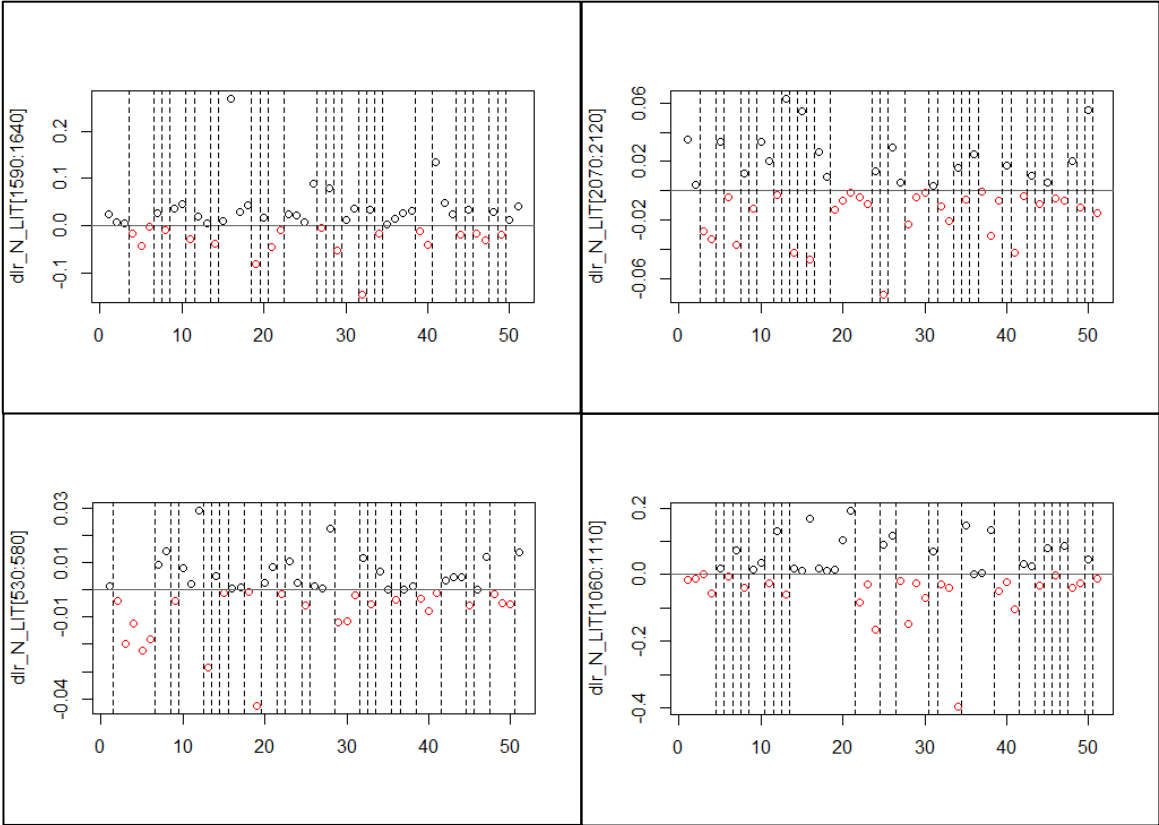 dlr_N_LIT[1590:1640]
0.2
0.1
0.0
-0.1
0 10 20 30 40 50
dlr_N_LIT[2070:2120]
0.06
0.02
-0.02
-0.06
0 10 20 30 40 50
dlr_N_LIT[530:580]
0.03
0.01
-0.01
-0.04
0 10 20 30 40 50
dlr_N_LIT[1060:1110]
0.2
0.0
-0.2
-0.4
0 10 20 30 40 50